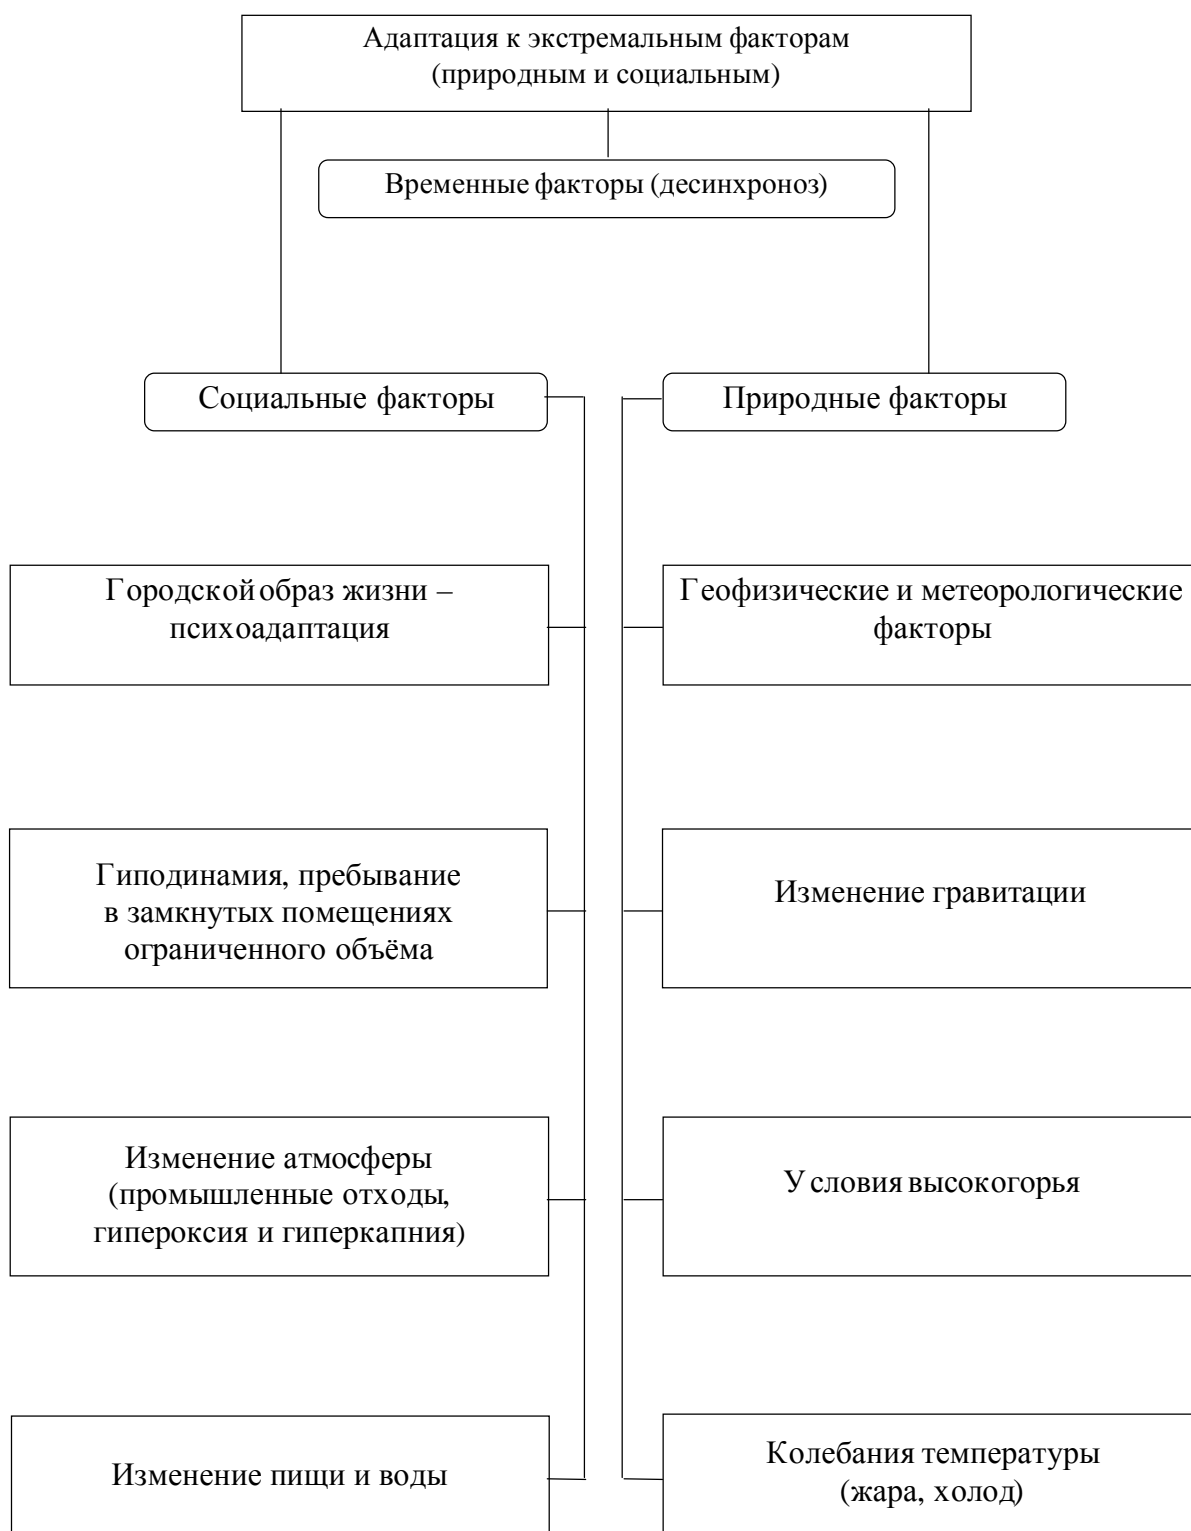 Адаптация к экстремальным факторам
(природным и социальным)
Временные факторы (десинхроноз)
Социальные факторы
Природные факторы
Городской образ жизни –
психоадаптация
Геофизические и метеорологические
факторы
Гиподинамия, пребывание
в замкнутых помещениях
ограниченного объёма
Изменение гравитации
Изменение атмосферы
(промышленные отходы,
гипероксия и гиперкапния)
Условия высокогорья
Изменение пищи и воды
Колебания температуры
(жара, холод)